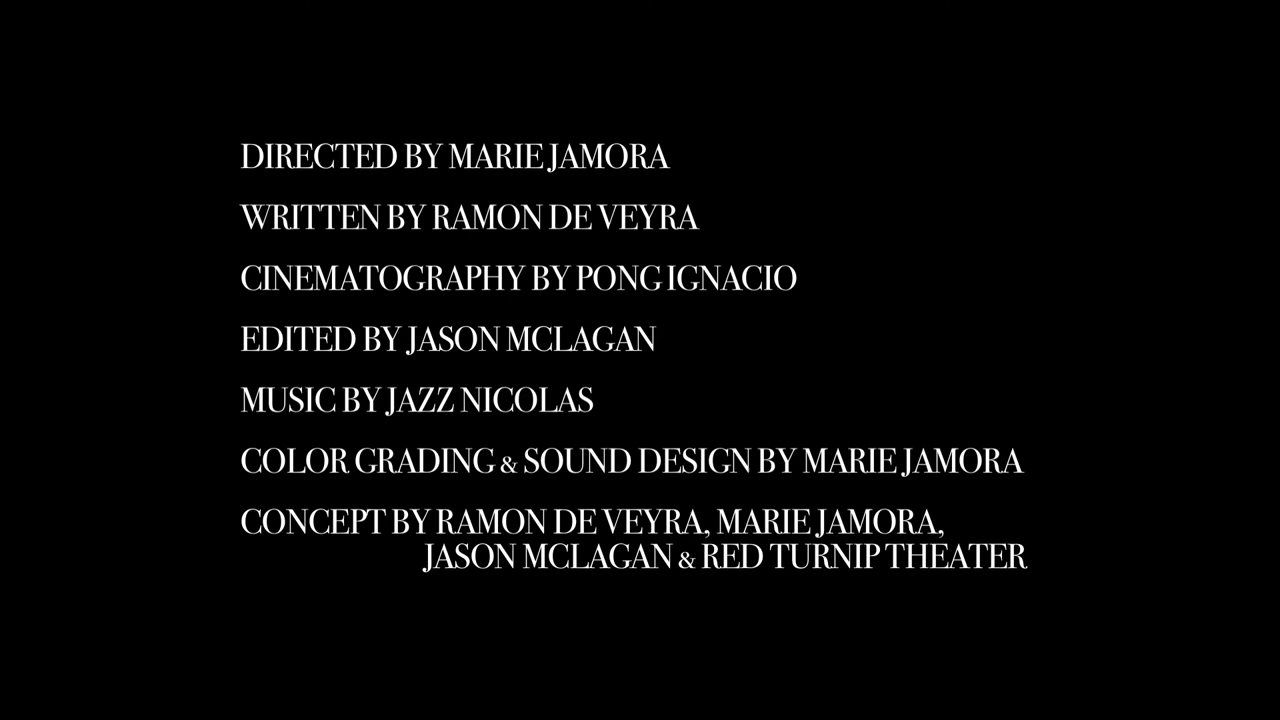 DIRECTED BY MARIE JAMORA
WRITTEN BY RAMON DE VEYRA
CINEMATOGRAPHY BY PONG IGNACIO
EDITED BY JASON MCLAGAN
MUSIC BY JAZZ NICOLAS
COLOR GRADING & SOUND DESIGN BY MARIE JAMORA
CONCEPT BY RAMON DE VEYRA, MARIE JAMORA,
JASON MCLAGAN & RED TURNIP THEATER